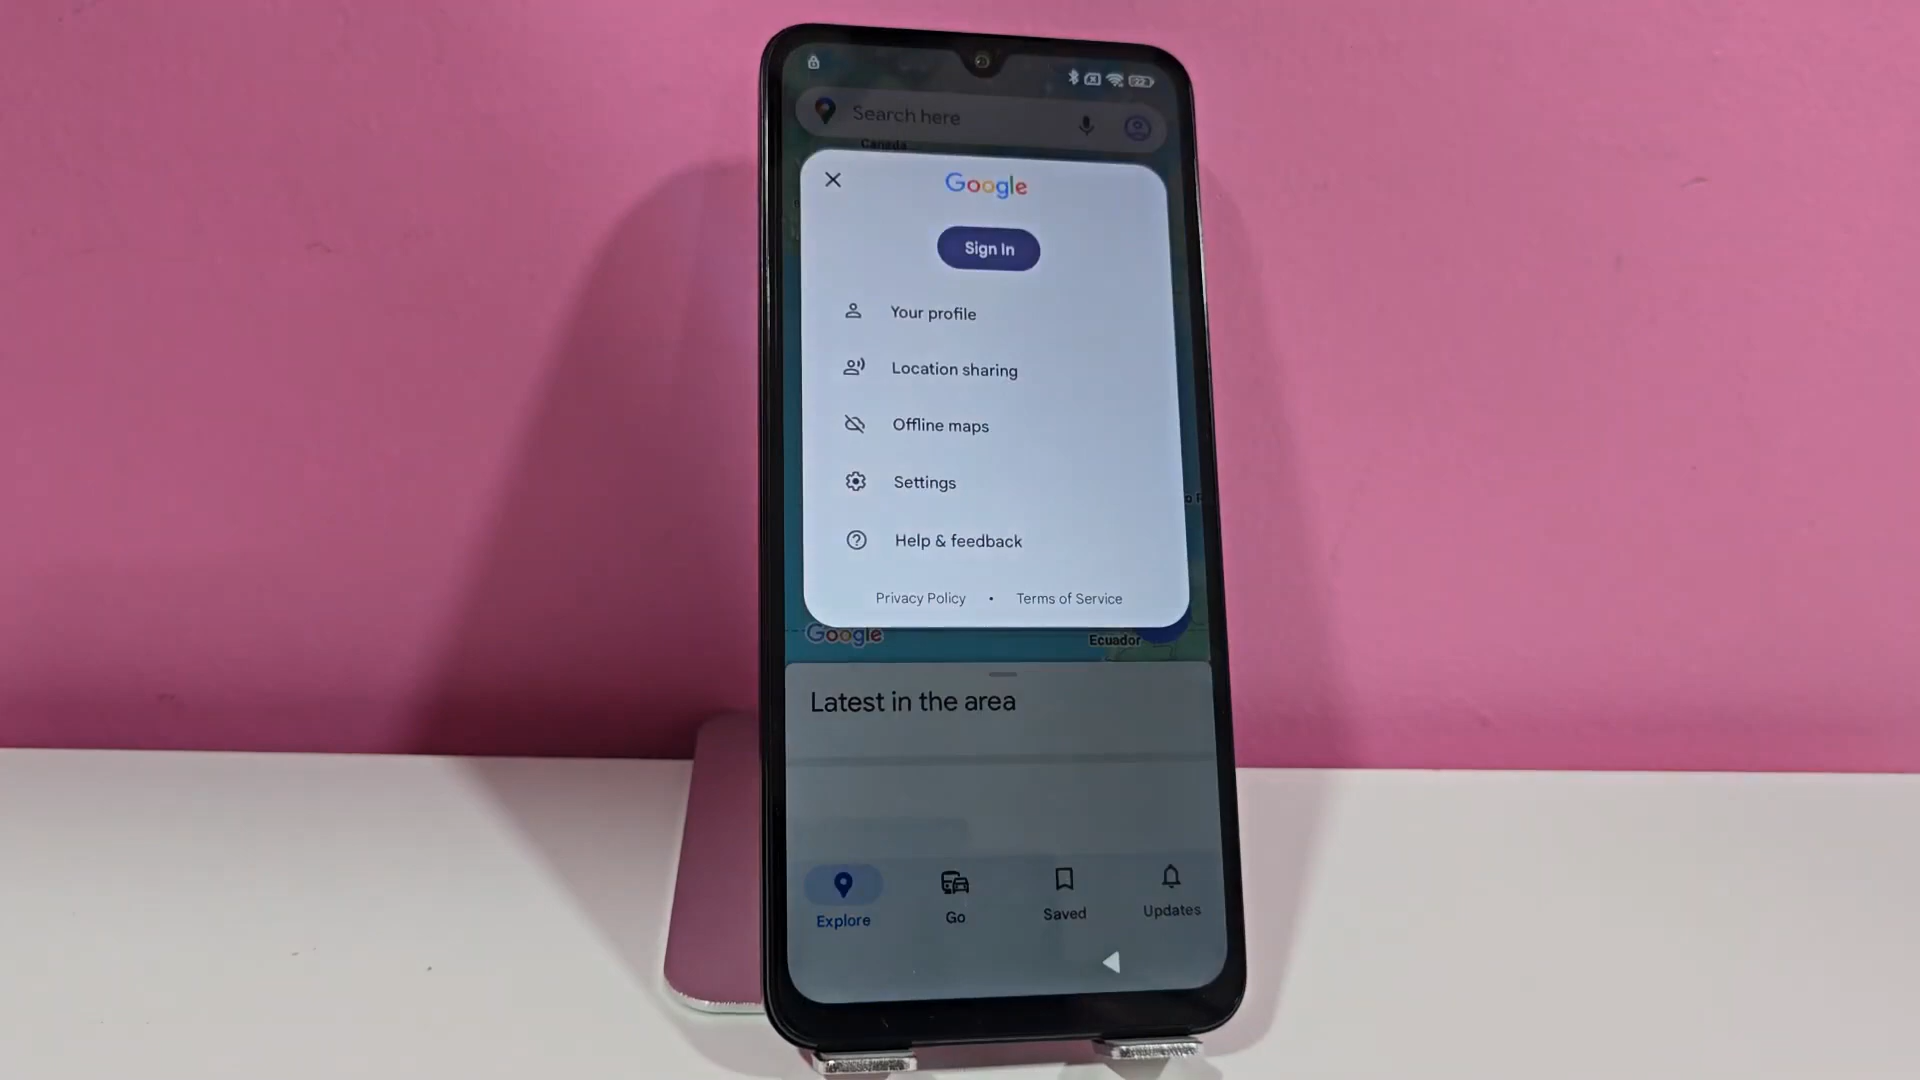 22
Search here
Canada
Google
Sign In
Your profile
Location sharing
Offline maps
Settings
Help & feedback
Privacy Policy • Terms of Service
Google
Ecuador
Latest in the area
Explore
Go
Saved
Updates